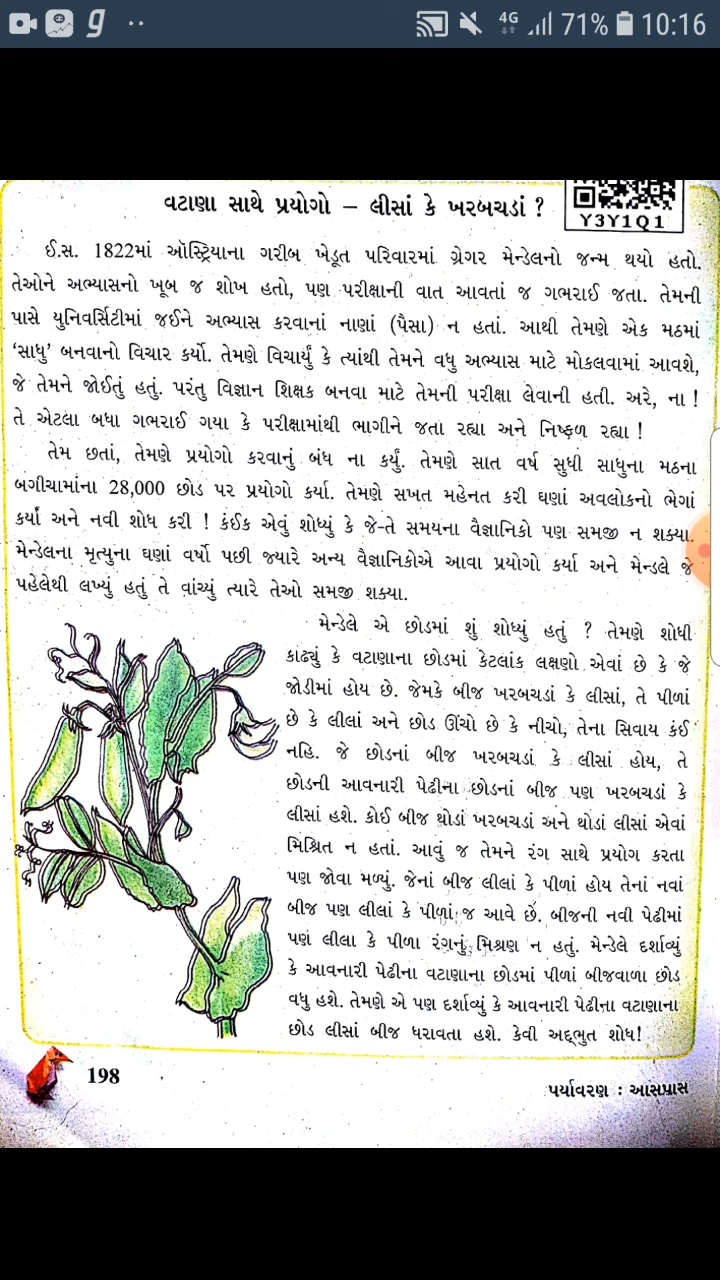 4G 71% 10:16
વટાણા સાથે પ્રયોગો – લીસાં કે ખરબચડાં ?
Y3Y1Q1
ઈ.સ. 1822માં ઑસ્ટ્રિયાના ગરીબ ખેડૂત પરિવારમાં ગ્રેગર મેન્ડેલનો જન્મ થયો હતો.
તેઓને અભ્યાસનો ખૂબ જ શોખ હતો, પણ પરીક્ષાની વાત આવતાં જ ગભરાઈ જતા. તેમની
પાસે યુનિવર્સિટીમાં જઈને અભ્યાસ કરવાનાં નાણાં (પૈસા) ન હતાં. આથી તેમણે એક મઠમાં
‘સાધુ’ બનવાનો વિચાર કર્યો. તેમણે વિચાર્યું કે ત્યાંથી તેમને વધુ અભ્યાસ માટે મોકલવામાં આવશે,
જે તેમને જોઈતું હતું. પરંતુ વિજ્ઞાન શિક્ષક બનવા માટે તેમની પરીક્ષા લેવાની હતી. અરે, ના !
તે એટલા બધા ગભરાઈ ગયા કે પરીક્ષામાંથી ભાગીને જતા રહ્યા અને નિષ્ફળ રહ્યા !
તેમ છતાં, તેમણે પ્રયોગો કરવાનું બંધ ના કર્યું. તેમણે સાત વર્ષ સુધી સાધુના મઠના
બગીચામાંના 28,000 છોડ પર પ્રયોગો કર્યા. તેમણે સખત મહેનત કરી ઘણાં અવલોકનો ભેગાં
કર્યાં અને નવી શોધ કરી ! કંઈક એવું શોધ્યું કે જે-તે સમયના વૈજ્ઞાનિકો પણ સમજી ન શક્યા.
મેન્ડેલના મૃત્યુના ઘણાં વર્ષો પછી જ્યારે અન્ય વૈજ્ઞાનિકોએ આવા પ્રયોગો કર્યા અને મેન્ડલે જે
પહેલેથી લખ્યું હતું તે વાંચ્યું ત્યારે તેઓ સમજી શક્યા.
મેન્ડેલે એ છોડમાં શું શોધ્યું હતું ? તેમણે શોધી
કાઢ્યું કે વટાણાના છોડમાં કેટલાંક લક્ષણો એવાં છે કે જે
જોડીમાં હોય છે. જેમકે બીજ ખરબચડાં કે લીસાં, તે પીળાં
છે કે લીલાં અને છોડ ઊંચો છે કે નીચો, તેના સિવાય કંઈ
નહિ. જે છોડનાં બીજ ખરબચડાં કે લીસાં હોય, તે
છોડની આવનારી પેઢીના છોડનાં બીજ પણ ખરબચડાં કે
લીસાં હશે. કોઈ બીજ થોડાં ખરબચડાં અને થોડાં લીસાં એવાં
મિશ્રિત ન હતાં. આવું જ તેમને રંગ સાથે પ્રયોગ કરતા
પણ જોવા મળ્યું. જેનાં બીજ લીલાં કે પીળાં હોય તેનાં નવાં
બીજ પણ લીલાં કે પીળાં જ આવે છે. બીજની નવી પેઢીમાં
પણ લીલા કે પીળા રંગનું મિશ્રણ ન હતું. મેન્ડેલે દર્શાવ્યું
કે આવનારી પેઢીના વટાણાના છોડમાં પીળાં બીજવાળા છોડ
વધુ હશે. તેમણે એ પણ દર્શાવ્યું કે આવનારી પેઢીના વટાણાના
છોડ લીસાં બીજ ધરાવતા હશે. કેવી અદ્ભુત શોધ!
198
પર્યાવરણ : આસપાસ